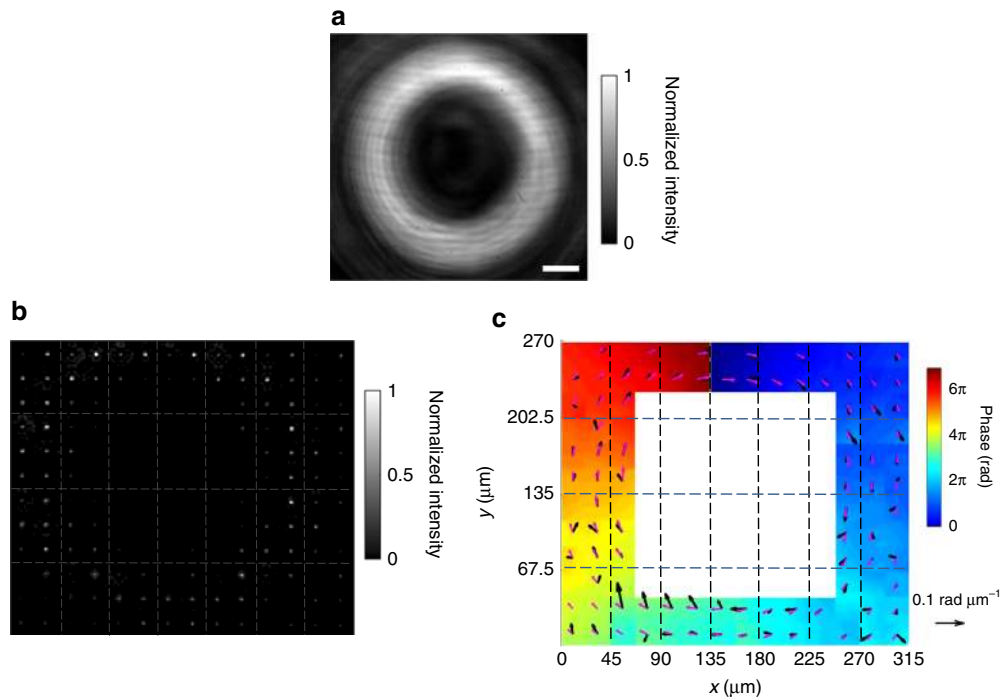 a
1
0.5
0
Normalized intensity
b
1
0.5
0
Normalized intensity
c
270
202.5
135
67.5
y (μm)
0
45
90
135
180
225
270
315
x (μm)
6π
4π
2π
0
Phase (rad)
0.1 rad μm⁻¹